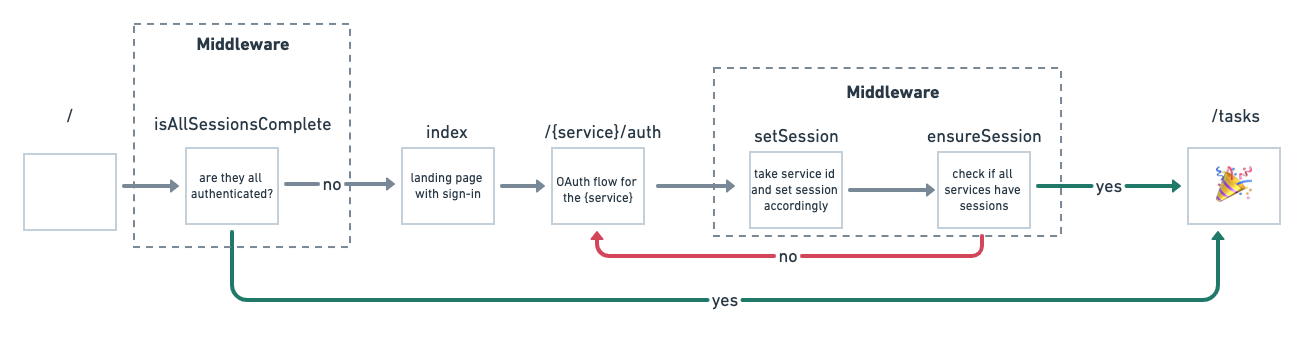 Middleware
/
isAllSessionsComplete
are they all
authenticated?
no
index
landing page
with sign-in
/{service}/auth
OAuth flow for
the {service}
Middleware
setSession
take service id
and set session
accordingly
ensureSession
check if all
services have
sessions
yes
/tasks
no
yes